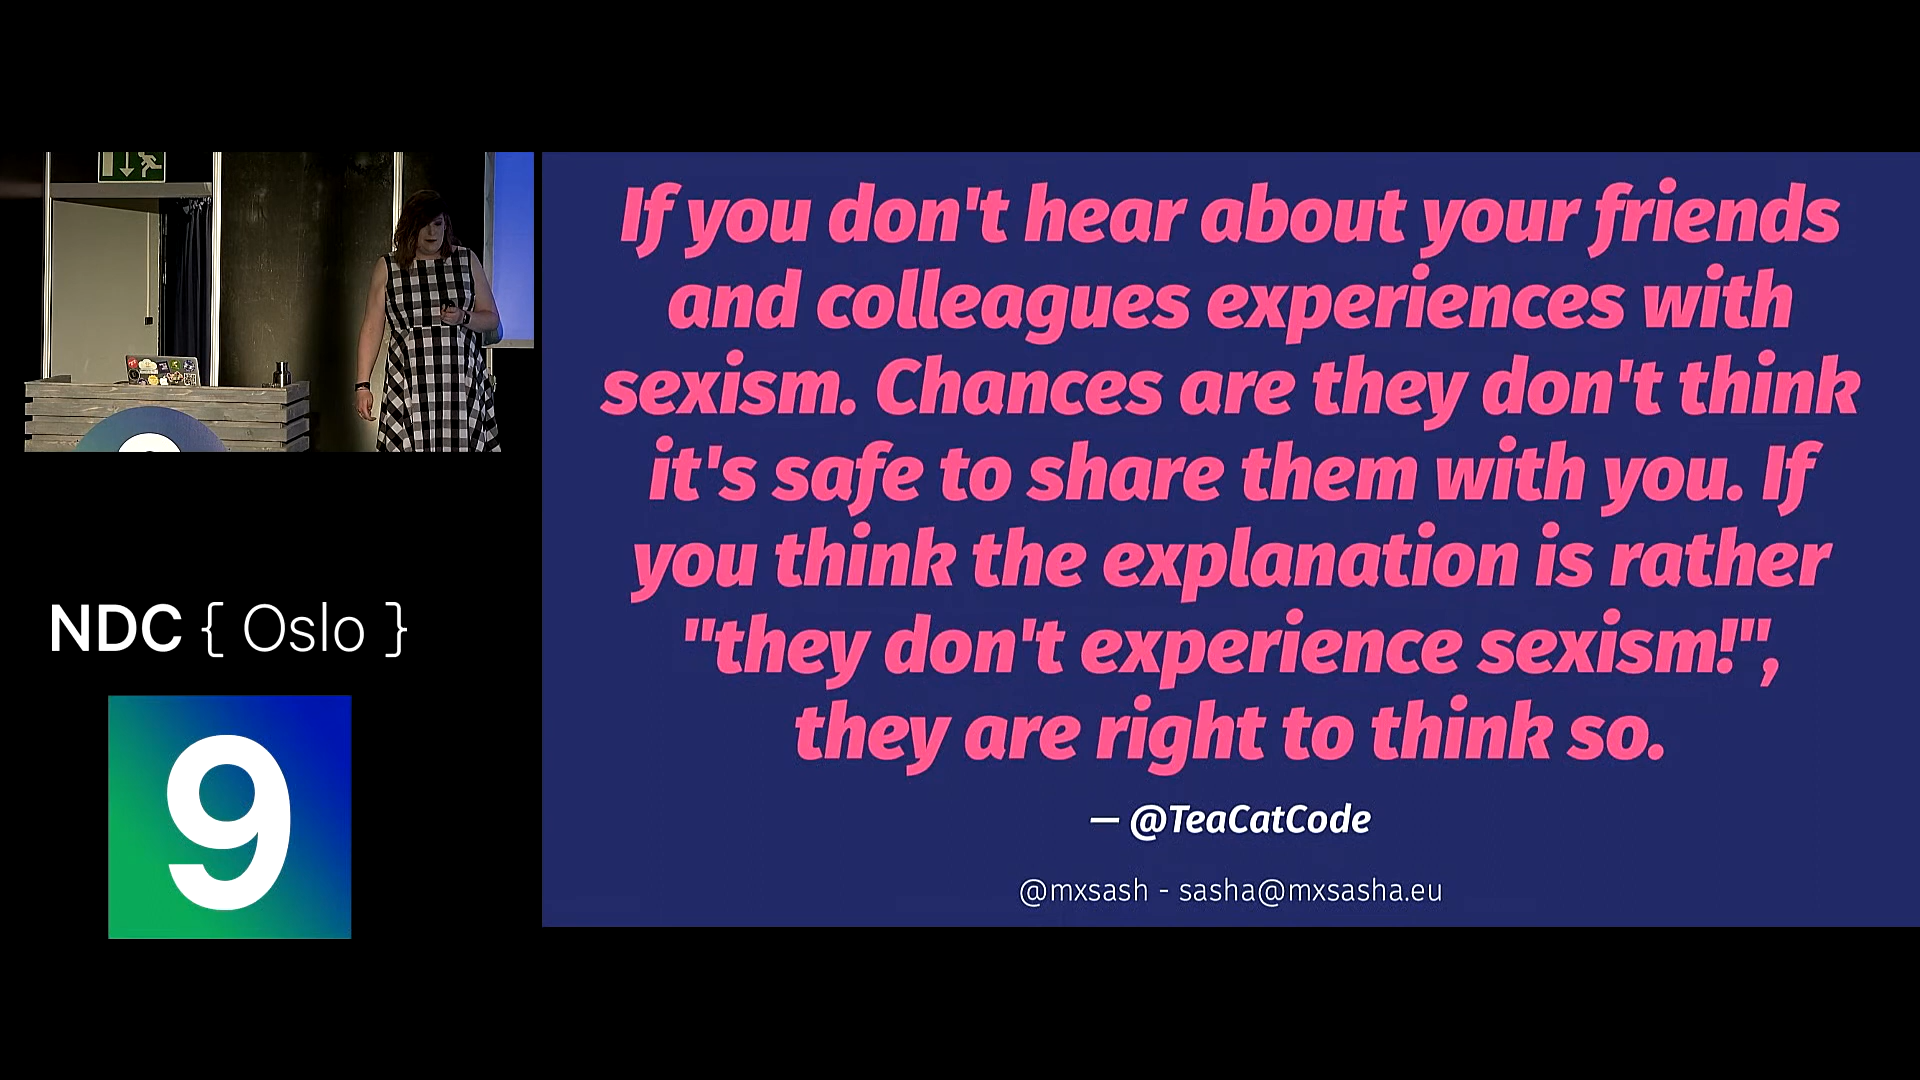 If you don't hear about your friends
and colleagues experiences with
sexism. Chances are they don't think
it's safe to share them with you. If
you think the explanation is rather
"they don't experience sexism!",
they are right to think so.
— @TeaCatCode
@mxsash - sasha@mxsasha.eu
NDC { Oslo }
9